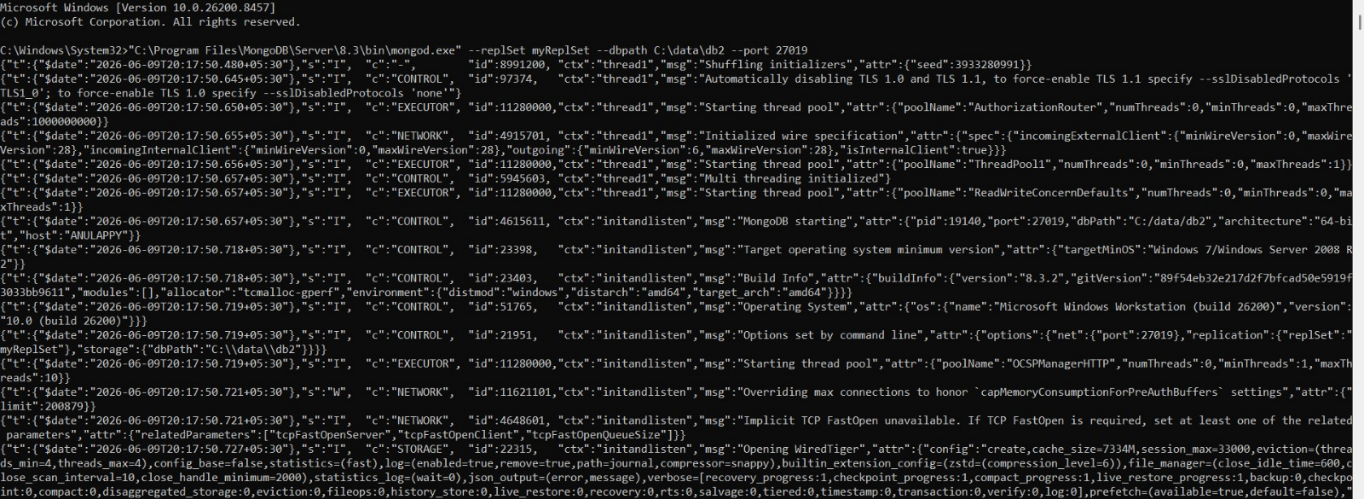 Microsoft Windows [Version 10.0.26200.8457]
(c) Microsoft Corporation. All rights reserved.
C:\Windows\System32>"C:\Program Files\MongoDB\Server\8.3\bin\mongod.exe" --replSet myReplSet --dbpath C:\data\db2 --port 27019
{"t":{"$date":"2026-06-09T20:17:50.480+05:30"},"s":"I",  "c":"-",        "id":8991200, "ctx":"thread1","msg":"Shuffling initializers","attr":{"seed":3933280991}}
{"t":{"$date":"2026-06-09T20:17:50.645+05:30"},"s":"I",  "c":"CONTROL",  "id":97374,   "ctx":"thread1","msg":"Automatically disabling TLS 1.0 and TLS 1.1, to force-enable TLS 1.1 specify --sslDisabledProtocols '
TLS1_0'; to force-enable TLS 1.0 specify --sslDisabledProtocols 'none'"}
{"t":{"$date":"2026-06-09T20:17:50.650+05:30"},"s":"I",  "c":"EXECUTOR", "id":11280000,"ctx":"thread1","msg":"Starting thread pool","attr":{"poolName":"AuthorizationRouter","numThreads":0,"minThreads":0,"maxThre
ads":1000000000}}
{"t":{"$date":"2026-06-09T20:17:50.655+05:30"},"s":"I",  "c":"NETWORK",  "id":4915701, "ctx":"thread1","msg":"Initialized wire specification","attr":{"spec":{"incomingExternalClient":{"minWireVersion":0,"maxWire
Version":28},"incomingInternalClient":{"minWireVersion":0,"maxWireVersion":28},"outgoing":{"minWireVersion":6,"maxWireVersion":28},"isInternalClient":true}}}
{"t":{"$date":"2026-06-09T20:17:50.656+05:30"},"s":"I",  "c":"EXECUTOR", "id":11280000,"ctx":"thread1","msg":"Starting thread pool","attr":{"poolName":"ThreadPool1","numThreads":0,"minThreads":0,"maxThreads":1}}
{"t":{"$date":"2026-06-09T20:17:50.657+05:30"},"s":"I",  "c":"CONTROL",  "id":5945603, "ctx":"thread1","msg":"Multi threading initialized"}
{"t":{"$date":"2026-06-09T20:17:50.657+05:30"},"s":"I",  "c":"EXECUTOR", "id":11280000,"ctx":"thread1","msg":"Starting thread pool","attr":{"poolName":"ReadWriteConcernDefaults","numThreads":0,"minThreads":0,"ma
xThreads":1}}
{"t":{"$date":"2026-06-09T20:17:50.657+05:30"},"s":"I",  "c":"CONTROL",  "id":4615611, "ctx":"initandlisten","msg":"MongoDB starting","attr":{"pid":19140,"port":27019,"dbPath":"C:/data/db2","architecture":"64-bi
t","host":"ANULAPPY"}}
{"t":{"$date":"2026-06-09T20:17:50.718+05:30"},"s":"I",  "c":"CONTROL",  "id":23398,   "ctx":"initandlisten","msg":"Target operating system minimum version","attr":{"targetMinOS":"Windows 7/Windows Server 2008 R
2"}}
{"t":{"$date":"2026-06-09T20:17:50.718+05:30"},"s":"I",  "c":"CONTROL",  "id":23403,   "ctx":"initandlisten","msg":"Build Info","attr":{"buildInfo":{"version":"8.3.2","gitVersion":"89f54eb32e217d2f7bfcad50e5919f
3033bb9611","modules":[],"allocator":"tcmalloc-gperf","environment":{"distmod":"windows","distarch":"amd64","target_arch":"amd64"}}}}
{"t":{"$date":"2026-06-09T20:17:50.719+05:30"},"s":"I",  "c":"CONTROL",  "id":51765,   "ctx":"initandlisten","msg":"Operating System","attr":{"os":{"name":"Microsoft Windows Workstation (build 26200)","version":
"10.0 (build 26200)"}}}
{"t":{"$date":"2026-06-09T20:17:50.719+05:30"},"s":"I",  "c":"CONTROL",  "id":21951,   "ctx":"initandlisten","msg":"Options set by command line","attr":{"options":{"net":{"port":27019},"replication":{"replSet":"
myReplSet"},"storage":{"dbPath":"C:\\data\\db2"}}}}
{"t":{"$date":"2026-06-09T20:17:50.719+05:30"},"s":"I",  "c":"EXECUTOR", "id":11280000,"ctx":"initandlisten","msg":"Starting thread pool","attr":{"poolName":"OCSPManagerHTTP","numThreads":0,"minThreads":1,"maxTh
reads":10}}
{"t":{"$date":"2026-06-09T20:17:50.721+05:30"},"s":"W",  "c":"NETWORK",  "id":11621101,"ctx":"initandlisten","msg":"Overriding max connections to honor `capMemoryConsumptionForPreAuthBuffers` settings","attr":{"
limit":200879}}
{"t":{"$date":"2026-06-09T20:17:50.721+05:30"},"s":"I",  "c":"NETWORK",  "id":4648601, "ctx":"initandlisten","msg":"Implicit TCP FastOpen unavailable. If TCP FastOpen is required, set at least one of the related
 parameters","attr":{"relatedParameters":["tcpFastOpenServer","tcpFastOpenClient","tcpFastOpenQueueSize"]}}
{"t":{"$date":"2026-06-09T20:17:50.727+05:30"},"s":"I",  "c":"STORAGE",  "id":22315,   "ctx":"initandlisten","msg":"Opening WiredTiger","attr":{"config":"create,cache_size=7334M,session_max=33000,eviction=(threa
ds_min=4,threads_max=4),config_base=false,statistics=(fast),log=(enabled=true,remove=true,path=journal,compressor=snappy),builtin_extension_config=(zstd=(compression_level=6)),file_manager=(close_idle_time=600,c
lose_scan_interval=10,close_handle_minimum=2000),statistics_log=(wait=0),json_output=(error,message),verbose=[recovery_progress:1,checkpoint_progress:1,compact_progress:1,live_restore_progress:1,backup:0,checkpo
int:0,compact:0,disaggregated_storage:0,eviction:0,fileops:0,history_store:0,live_restore:0,recovery:0,rts:0,salvage:0,tiered:0,timestamp:0,transaction:0,verify:0,log:0],prefetch=(available=true,default=false),"